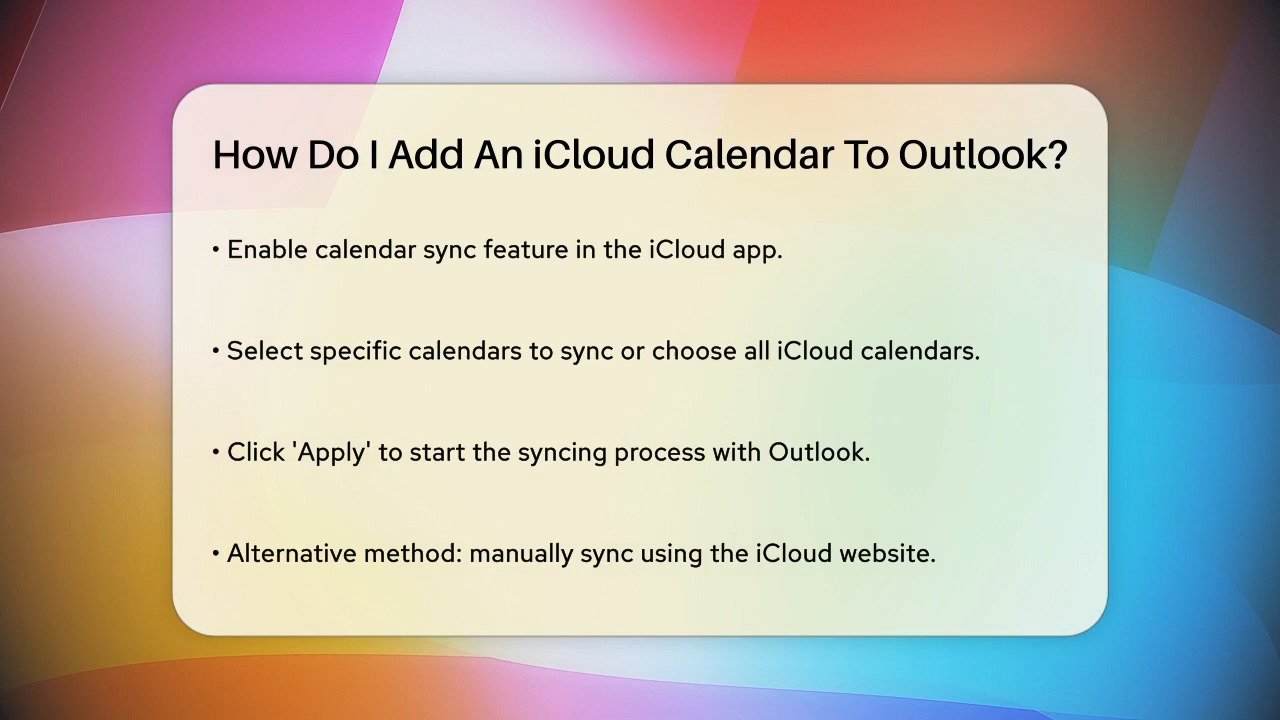 How Do I Add An iCloud Calendar To Outlook?
• Enable calendar sync feature in the iCloud app.
• Select specific calendars to sync or choose all iCloud calendars.
• Click 'Apply' to start the syncing process with Outlook.
• Alternative method: manually sync using the iCloud website.